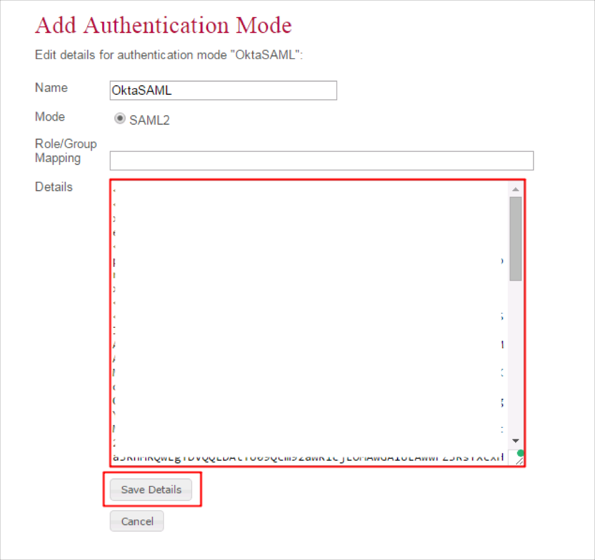 Add Authentication Mode
Edit details for authentication mode "OktaSAML":
Name
OktaSAML
Mode
SAML2
Role/Group
Mapping
Details
Save Details
Cancel